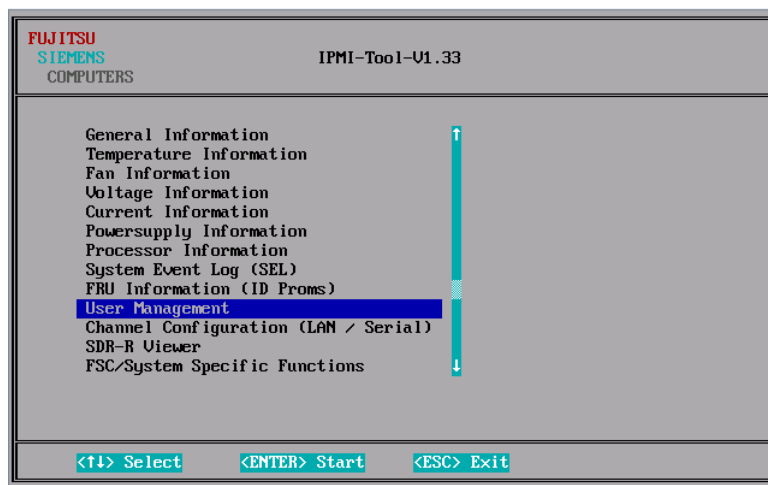 FUJITSU
SIEMENS
COMPUTERS
IPMI-Tool-V1.33
General Information
Temperature Information
Fan Information
Voltage Information
Current Information
Powersupply Information
Processor Information
System Event Log (SEL)
FRU Information (ID Proms)
User Management
Channel Configuration (LAN / Serial)
SDR-R Viewer
FSC/System Specific Functions
<↑↓> Select <ENTER> Start <ESC> Exit